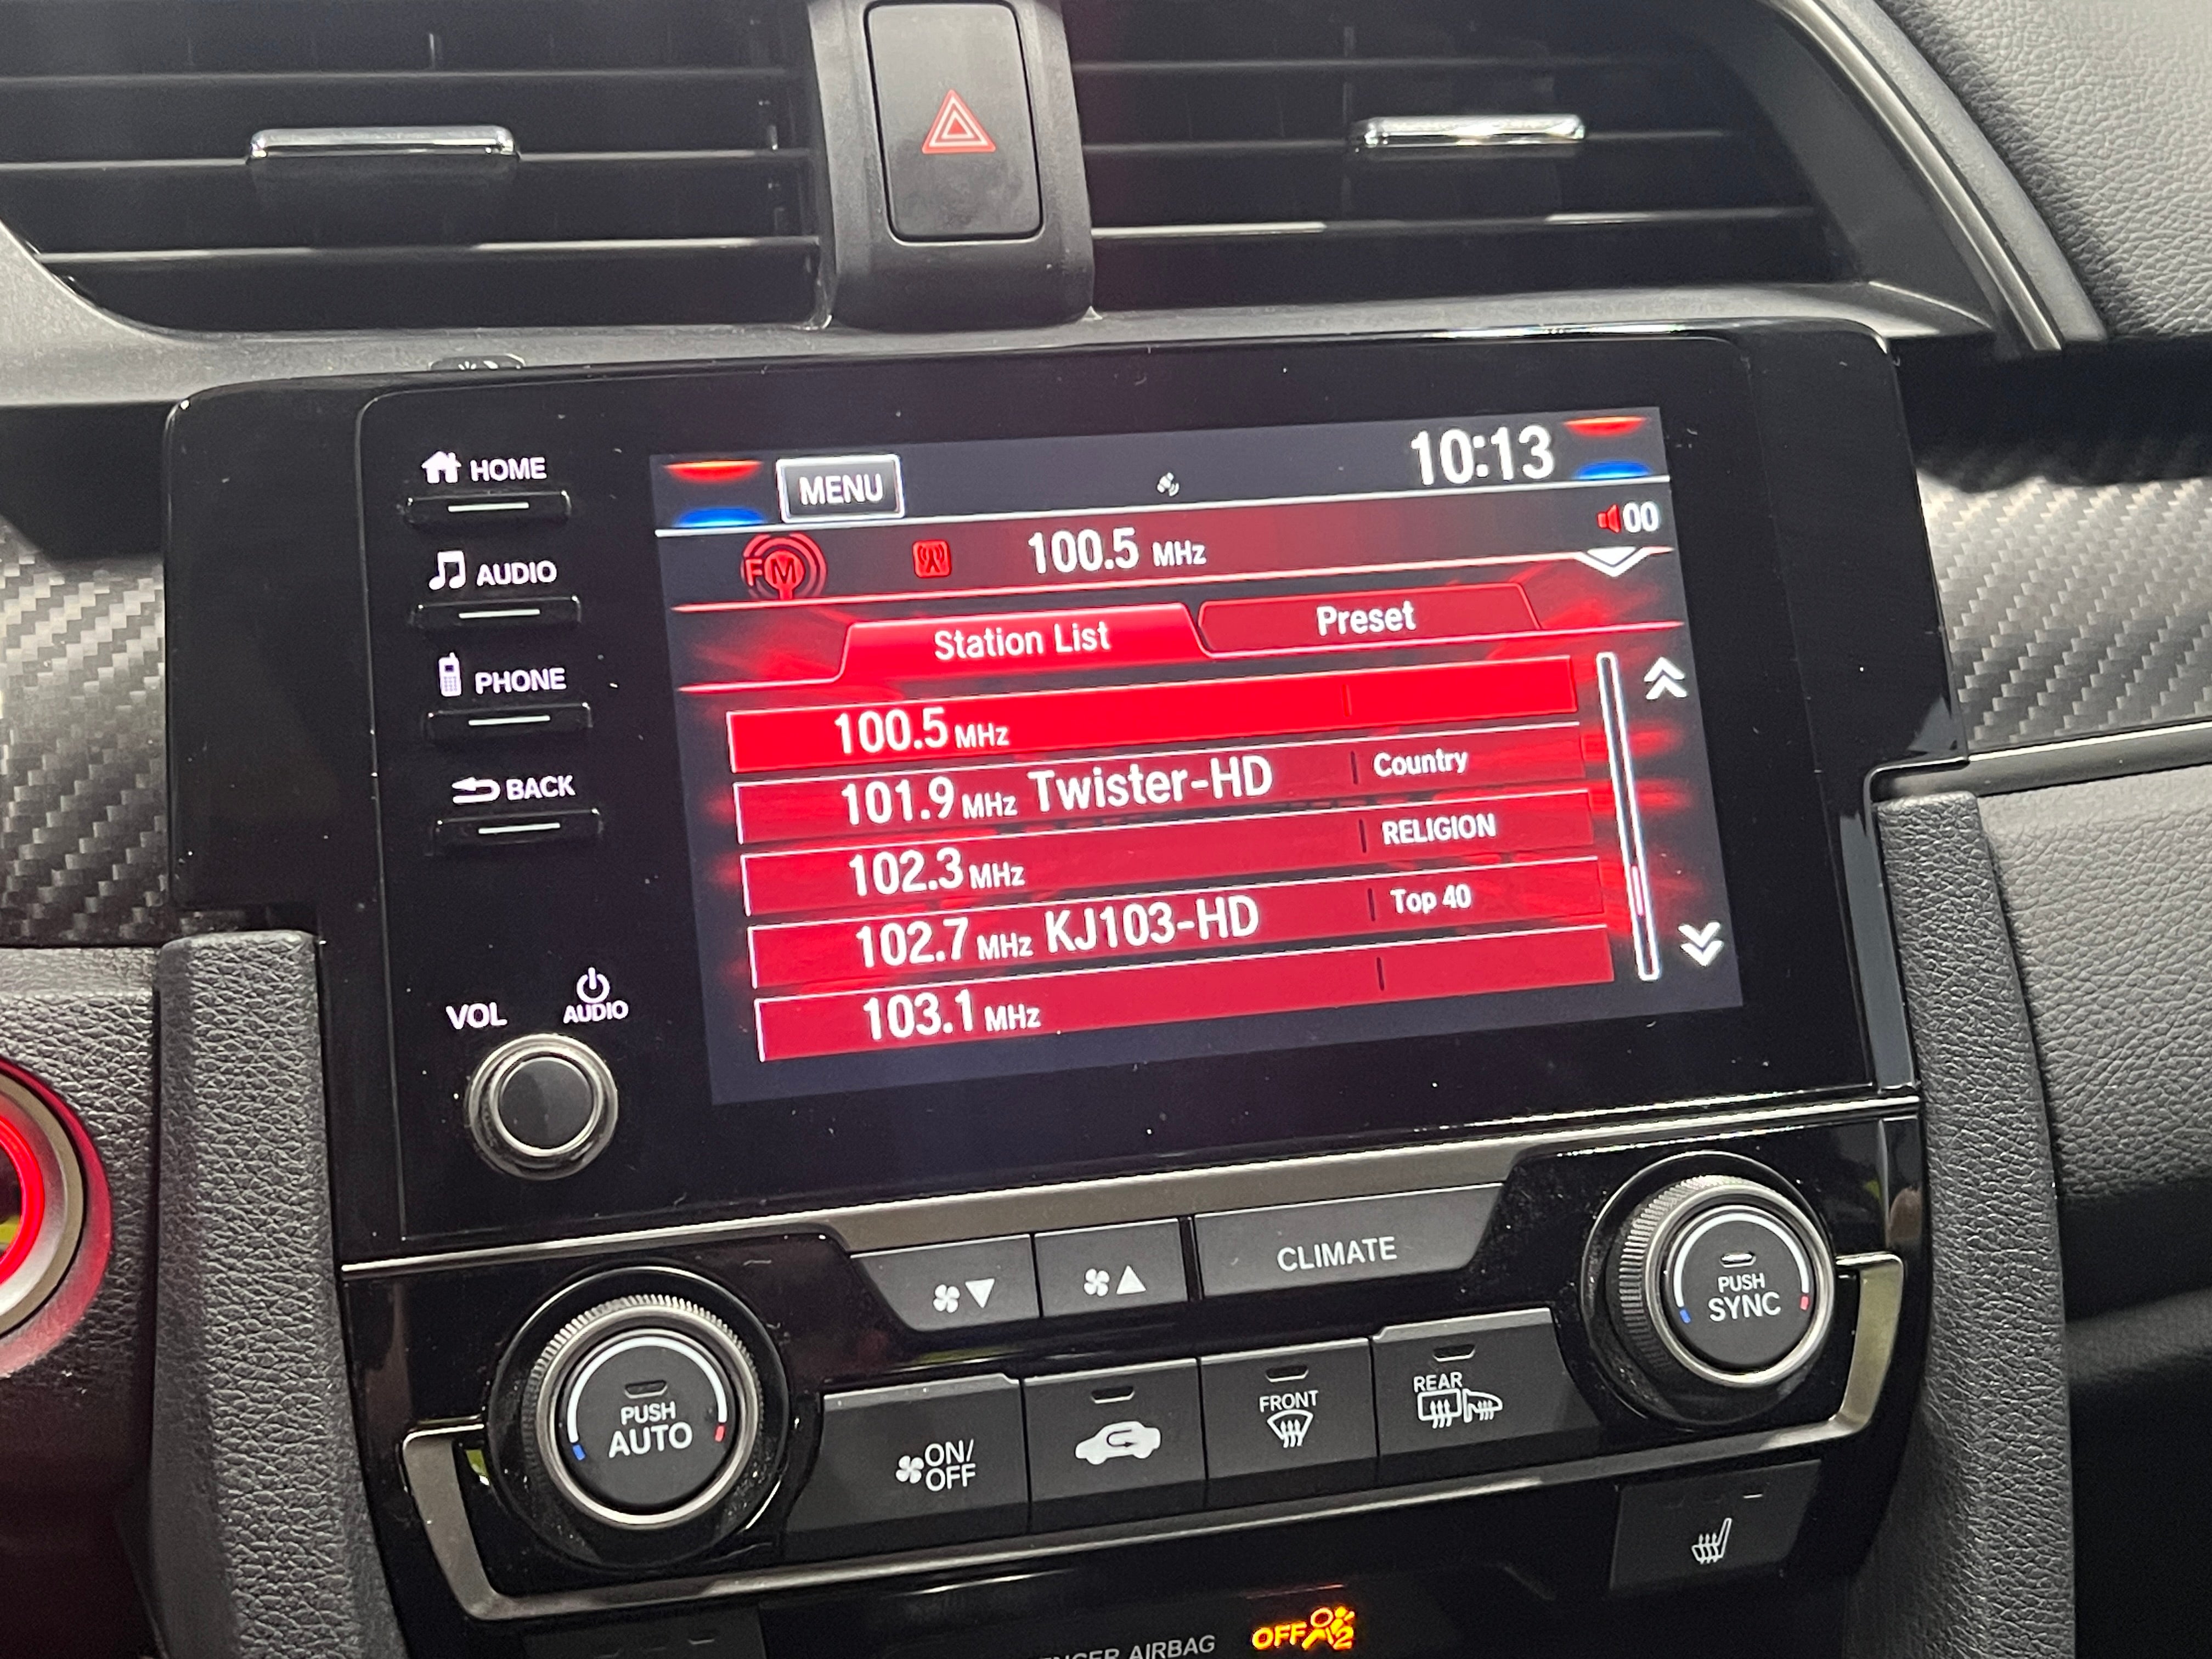 HOME
AUDIO
PHONE
BACK
VOL
AUDIO
MENU
10:13
FM
100.5 MHz
00
Station List
Preset
100.5 MHz
101.9 MHz Twister-HD Country
102.3 MHz RELIGION
102.7 MHz KJ103-HD Top 40
103.1 MHz
CLIMATE
PUSH
AUTO
ON/
OFF
FRONT
REAR
PUSH
SYNC
AIRBAG
OFF
2